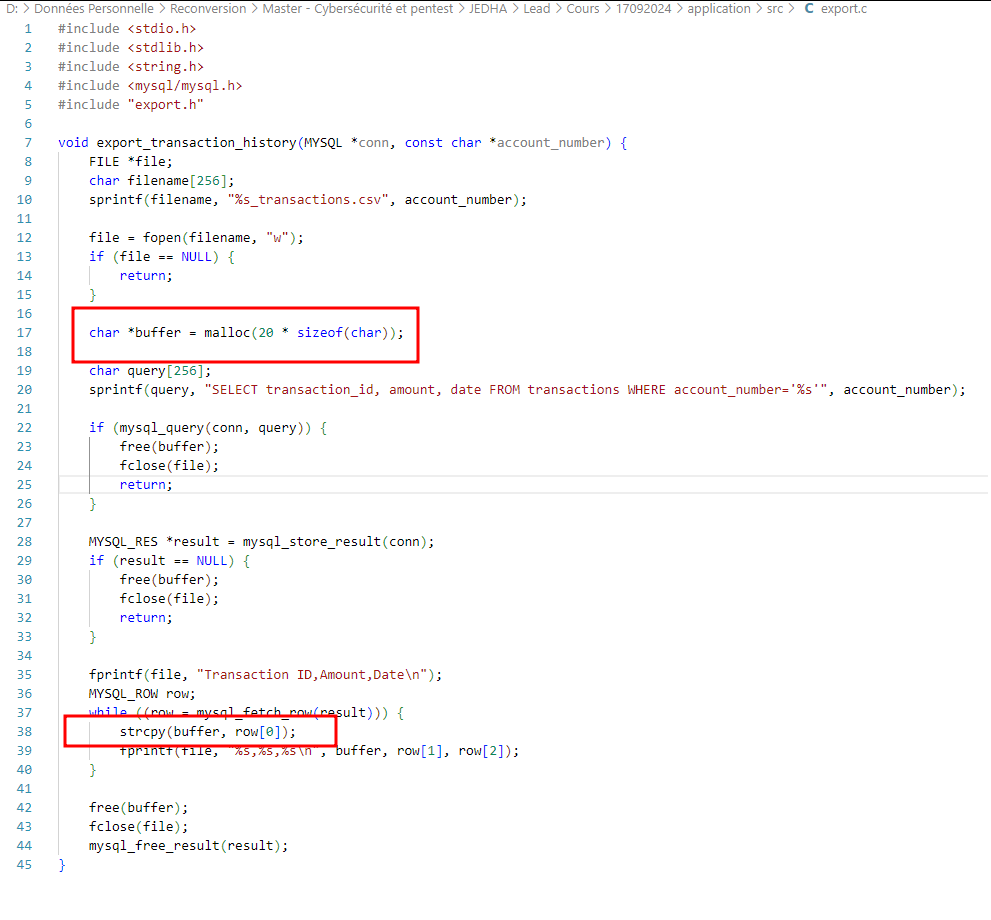 D: > Données Personnelle > Reconversion > Master - Cybersécurité et pentest > JEDHA > Lead > Cours > 17092024 > application > src > C export.c
1 #include <stdio.h>
2 #include <stdlib.h>
3 #include <string.h>
4 #include <mysql/mysql.h>
5 #include "export.h"
6
7 void export_transaction_history(MYSQL *conn, const char *account_number) {
8     FILE *file;
9     char filename[256];
10     sprintf(filename, "%s_transactions.csv", account_number);
11
12     file = fopen(filename, "w");
13     if (file == NULL) {
14         return;
15     }
16
17     char *buffer = malloc(20 * sizeof(char));
18
19     char query[256];
20     sprintf(query, "SELECT transaction_id, amount, date FROM transactions WHERE account_number='%s'", account_number);
21
22     if (mysql_query(conn, query)) {
23         free(buffer);
24         fclose(file);
25         return;
26     }
27
28     MYSQL_RES *result = mysql_store_result(conn);
29     if (result == NULL) {
30         free(buffer);
31         fclose(file);
32         return;
33     }
34
35     fprintf(file, "Transaction ID,Amount,Date\n");
36     MYSQL_ROW row;
37     while ((row = mysql_fetch_row(result))) {
38         strcpy(buffer, row[0]);
39         fprintf(file, "%s,%s,%s\n", buffer, row[1], row[2]);
40     }
41
42     free(buffer);
43     fclose(file);
44     mysql_free_result(result);
45 }